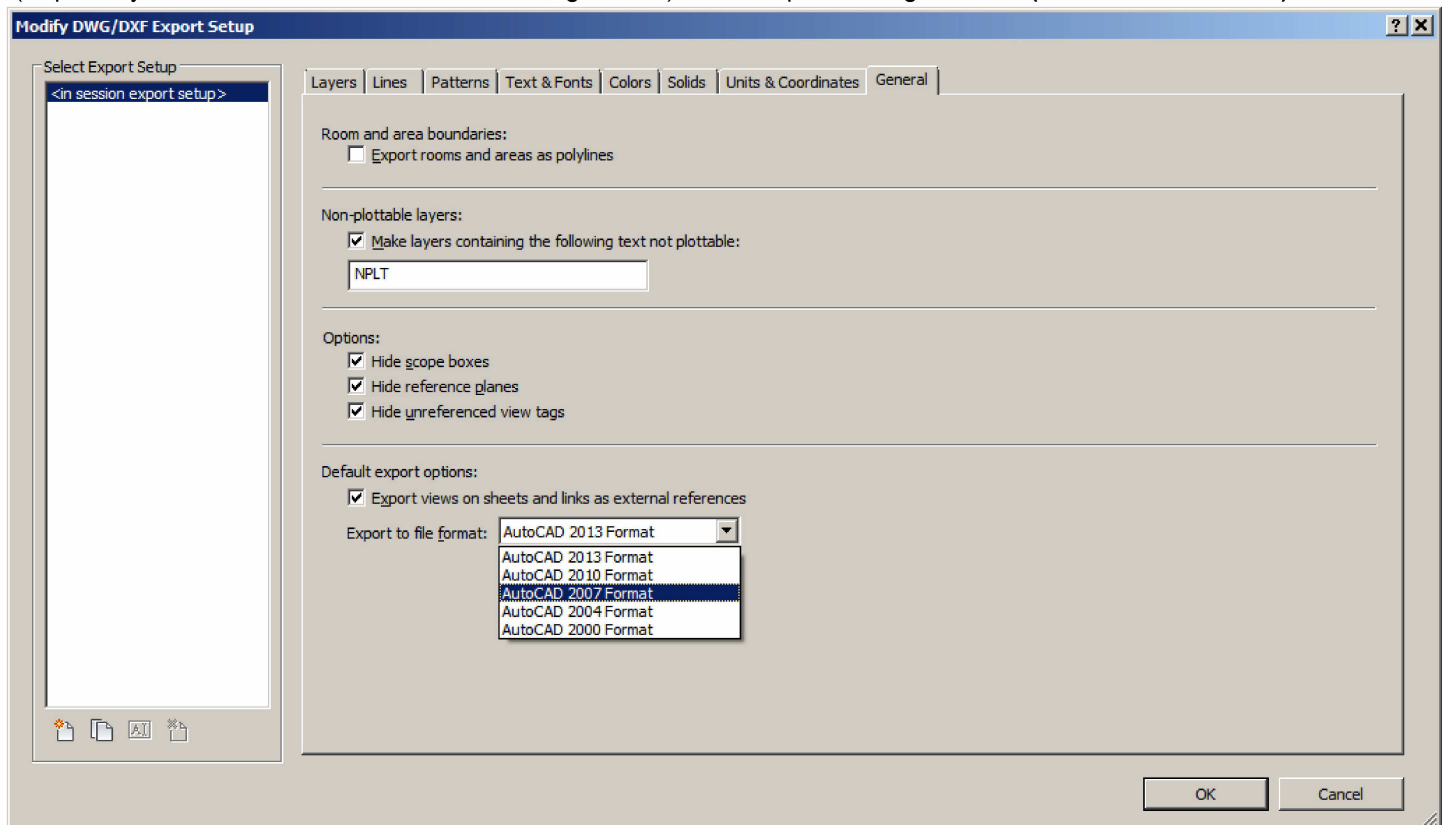 Modify DWG/DXF Export Setup
Select Export Setup
<in session export setup>
Layers Lines Patterns Text & Fonts Colors Solids Units & Coordinates General
Room and area boundaries:
Export rooms and areas as polylines
Non-plottable layers:
Make layers containing the following text not plottable:
NPLT
Options:
Hide scope boxes
Hide reference planes
Hide unreferenced view tags
Default export options:
Export views on sheets and links as external references
Export to file format: AutoCAD 2013 Format
AutoCAD 2013 Format
AutoCAD 2010 Format
AutoCAD 2007 Format
AutoCAD 2004 Format
AutoCAD 2000 Format
OK Cancel